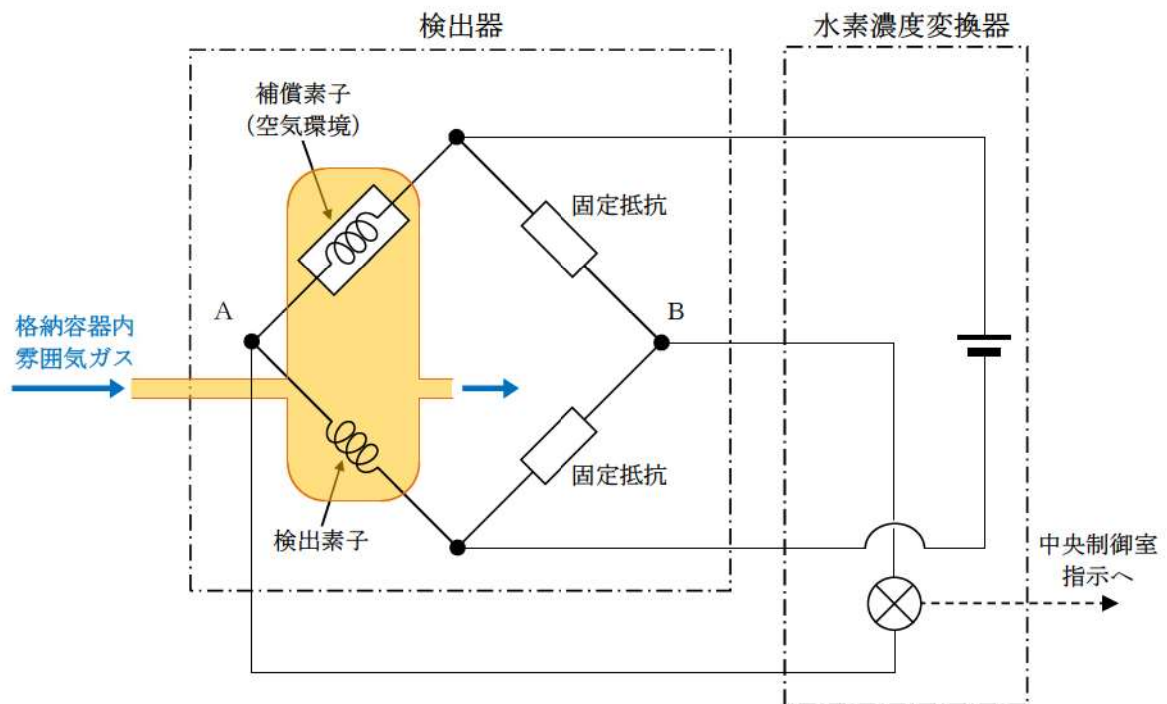 検出器
水素濃度変換器
補償素子
(空気環境)
固定抵抗
A
B
格納容器内
雰囲気ガス
固定抵抗
検出素子
中央制御室
指示へ